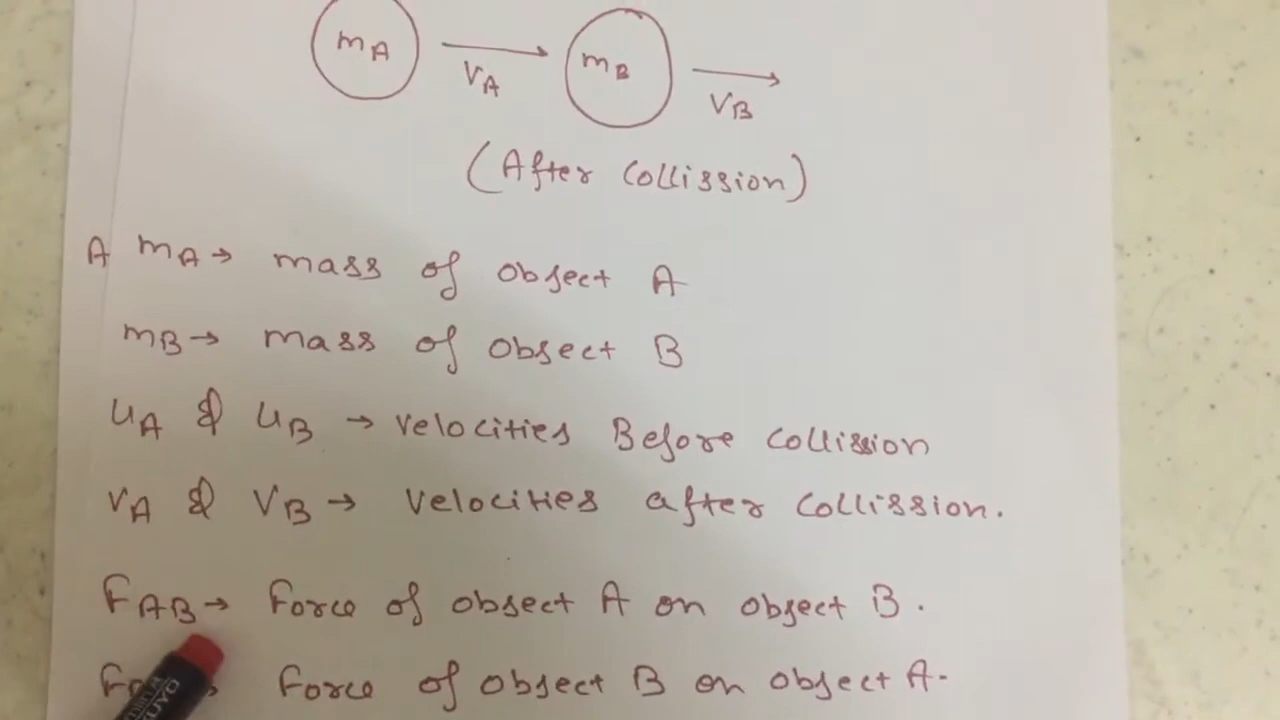 mA vA mB vB
(After Collission)
A mA→ mass of object A
mB→ mass of object B
uA & uB → velocities Before Collission
vA & vB → velocities after Collission.
FAB→ Force of object A on object B.
Force of object B on object A.